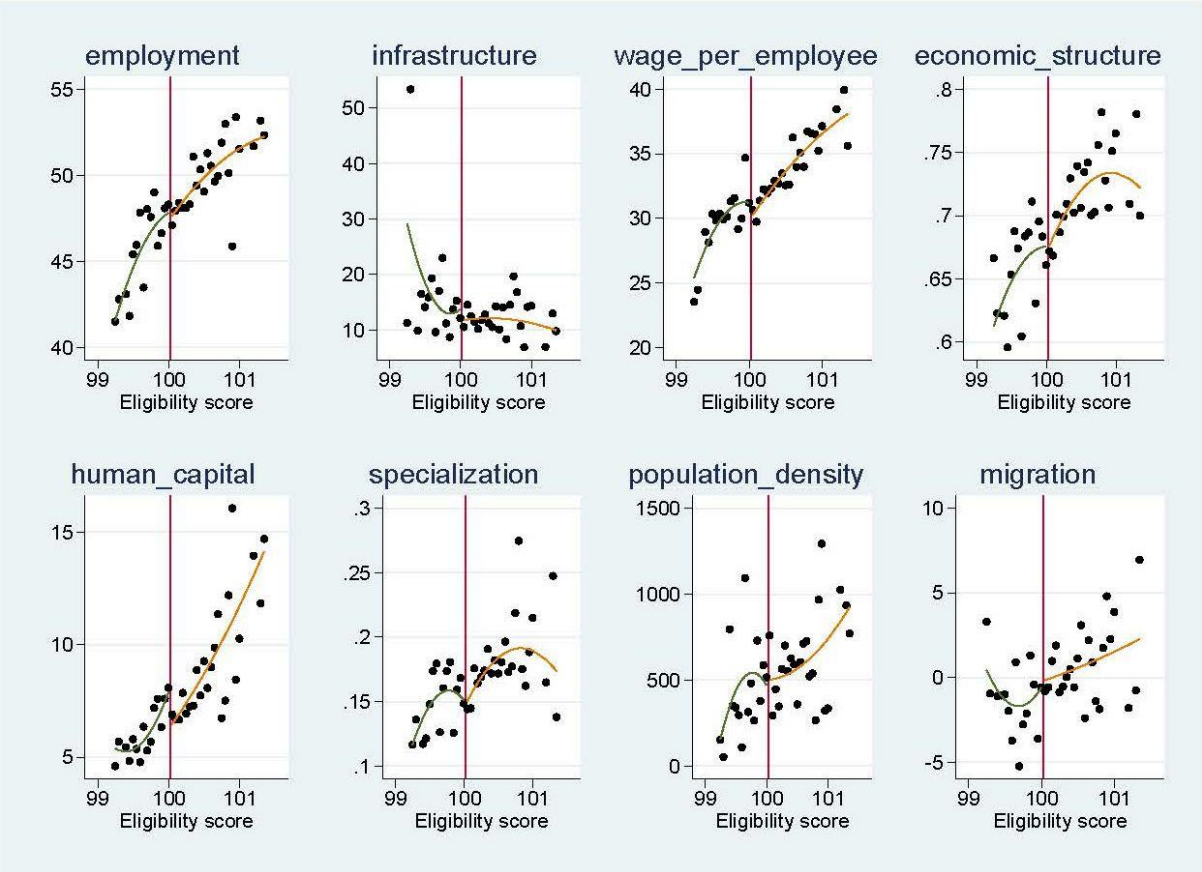 employment
55
50
45
40
99 100 101
Eligibility score
infrastructure
50
40
30
20
10
99 100 101
Eligibility score
wage_per_employee
40
35
30
25
20
99 100 101
Eligibility score
economic_structure
.8
.75
.7
.65
.6
99 100 101
Eligibility score
human_capital
15
10
5
99 100 101
Eligibility score
specialization
.3
.25
.2
.15
.1
99 100 101
Eligibility score
population_density
1500
1000
500
0
99 100 101
Eligibility score
migration
10
5
0
-5
99 100 101
Eligibility score